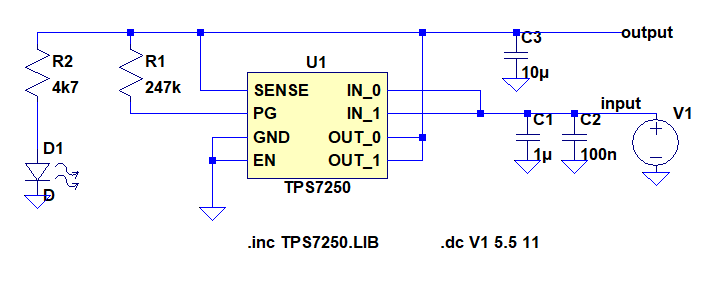 C3
output
R2
R1
U1
10µ
4k7
247k
SENSE
IN_0
input
PG
IN_1
C1
C2
V1
GND
OUT_0
D1
EN
OUT_1
1µ
100n
TPS7250
D
.inc TPS7250.LIB
.dc V1 5.5 11